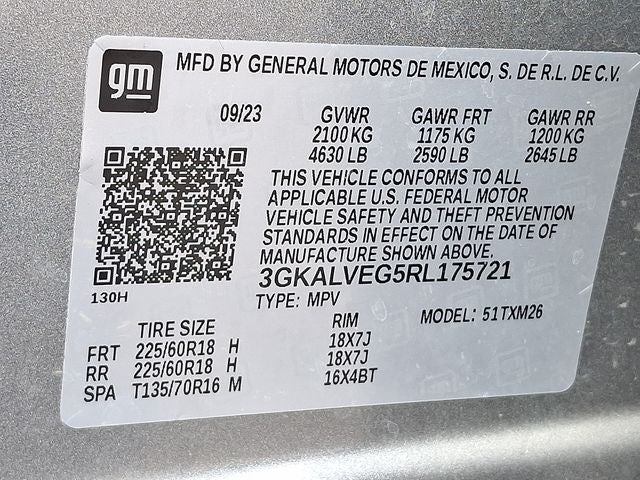 gm
MFD BY GENERAL MOTORS DE MEXICO, S. DE R.L. DE C.V.
09/23 GVWR GAWR FRT GAWR RR
2100 KG 1175 KG 1200 KG
4630 LB 2590 LB 2645 LB
THIS VEHICLE CONFORMS TO ALL
APPLICABLE U.S. FEDERAL MOTOR
VEHICLE SAFETY AND THEFT PREVENTION
STANDARDS IN EFFECT ON THE DATE OF
MANUFACTURE SHOWN ABOVE.
3GKALVEG5RL175721
130H
TYPE: MPV MODEL: 51TXM26
TIRE SIZE RIM
FRT 225/60R18 H 18X7J
RR 225/60R18 H 18X7J
SPA T135/70R16 M 16X4BT